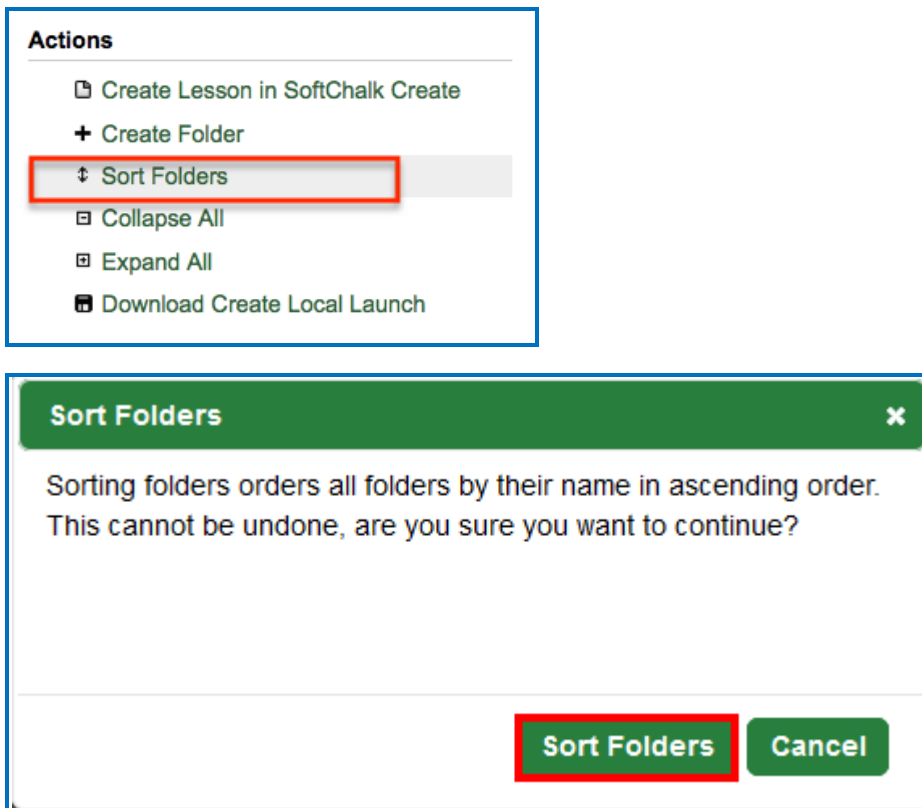 Actions
Create Lesson in SoftChalk Create
Create Folder
Sort Folders
Collapse All
Expand All
Download Create Local Launch
Sort Folders
Sorting folders orders all folders by their name in ascending order.
This cannot be undone, are you sure you want to continue?
Sort Folders Cancel